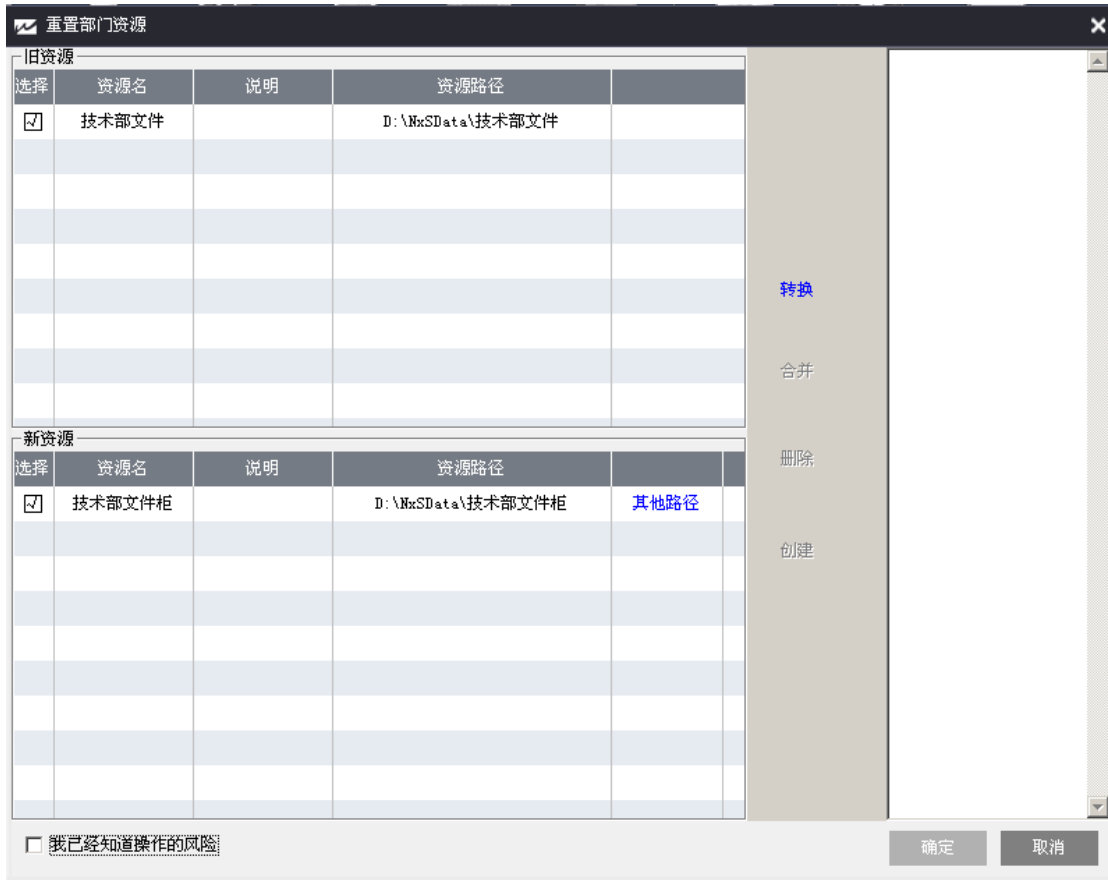 重置部门资源
旧资源
选择 资源名 说明 资源路径
技术部文件 D:\NxSData\技术部文件
转换
合并
新资源
删除
选择 资源名 说明 资源路径
技术部文件柜 D:\NxSData\技术部文件柜 其他路径
创建
我已经知道操作的风险
确定 取消